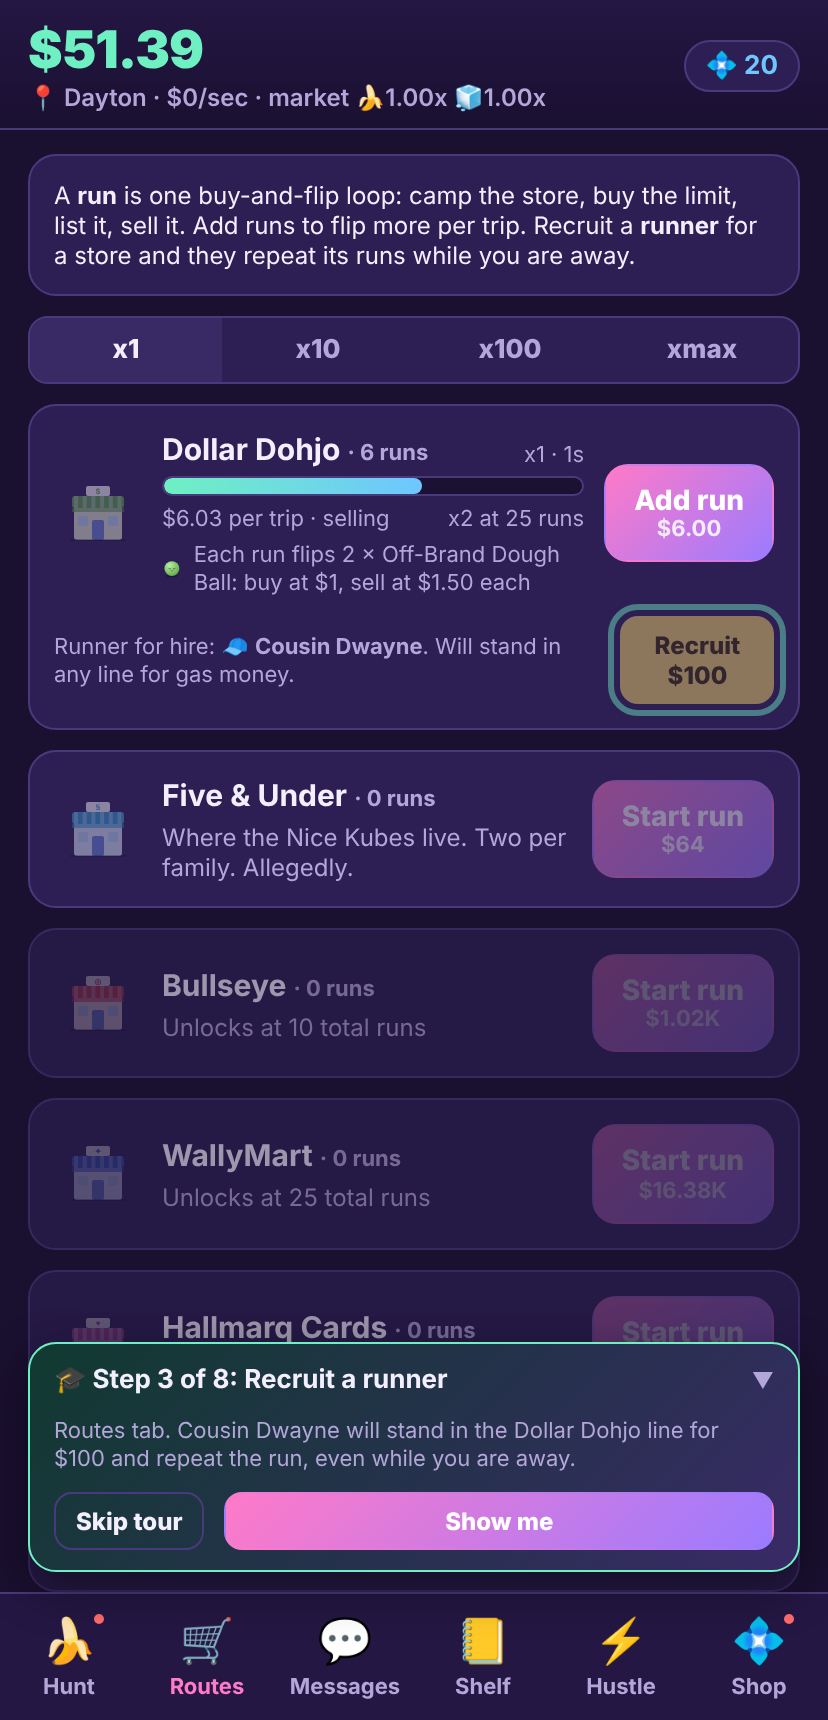 $51.39
20
📍 Dayton · $0/sec · market 🍌1.00x 🧊1.00x
A run is one buy-and-flip loop: camp the store, buy the limit,
list it, sell it. Add runs to flip more per trip. Recruit a runner for
a store and they repeat its runs while you are away.
x1
x10
x100
xmax
Dollar Dohjo · 6 runs
x1 · 1s
$6.03 per trip · selling
x2 at 25 runs
Each run flips 2 × Off-Brand Dough
Ball: buy at $1, sell at $1.50 each
Add run
$6.00
Runner for hire: 🧢 Cousin Dwayne. Will stand in
any line for gas money.
Recruit
$100
Five & Under · 0 runs
Where the Nice Kubes live. Two per
family. Allegedly.
Start run
$64
Bullseye · 0 runs
Unlocks at 10 total runs
Start run
$1.02K
WallyMart · 0 runs
Unlocks at 25 total runs
Start run
$16.38K
Hallmarq Cards · 0 runs
Start run
🎓 Step 3 of 8: Recruit a runner
▼
Routes tab. Cousin Dwayne will stand in the Dollar Dohjo line for
$100 and repeat the run, even while you are away.
Skip tour
Show me
Hunt
Routes
Messages
Shelf
Hustle
Shop